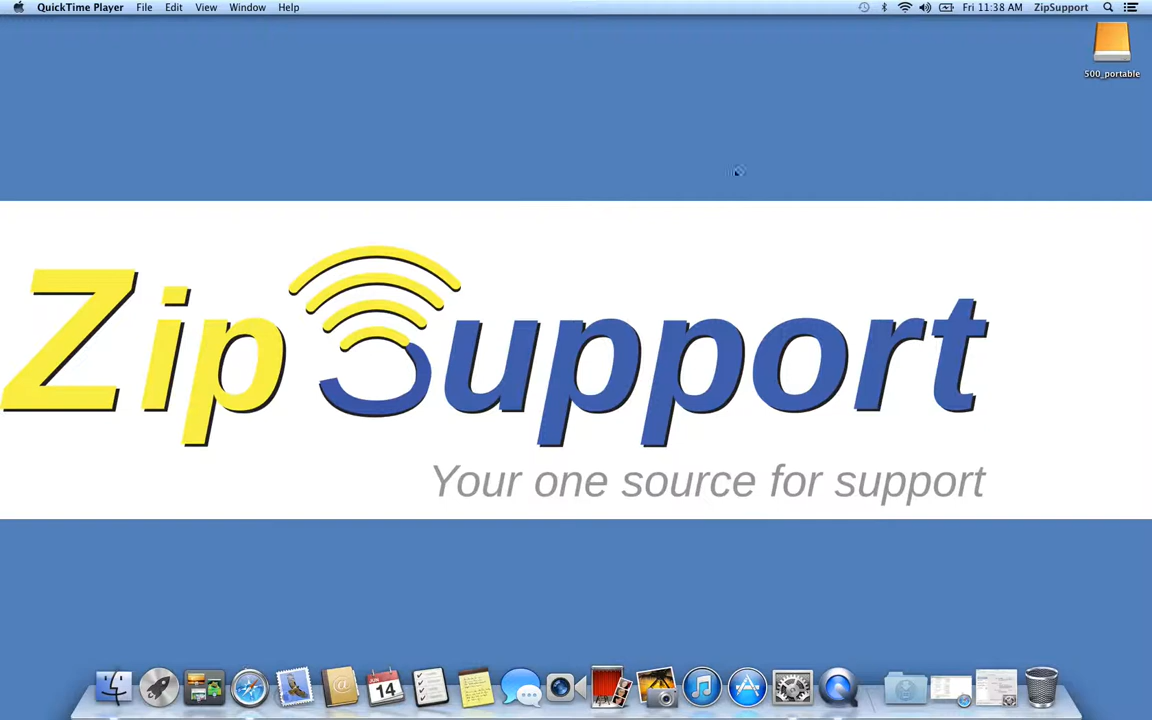 QuickTime Player File Edit View Window Help Fri 11:38 AM ZipSupport
500_portable
ZipSupport
Your one source for support
JUN
14